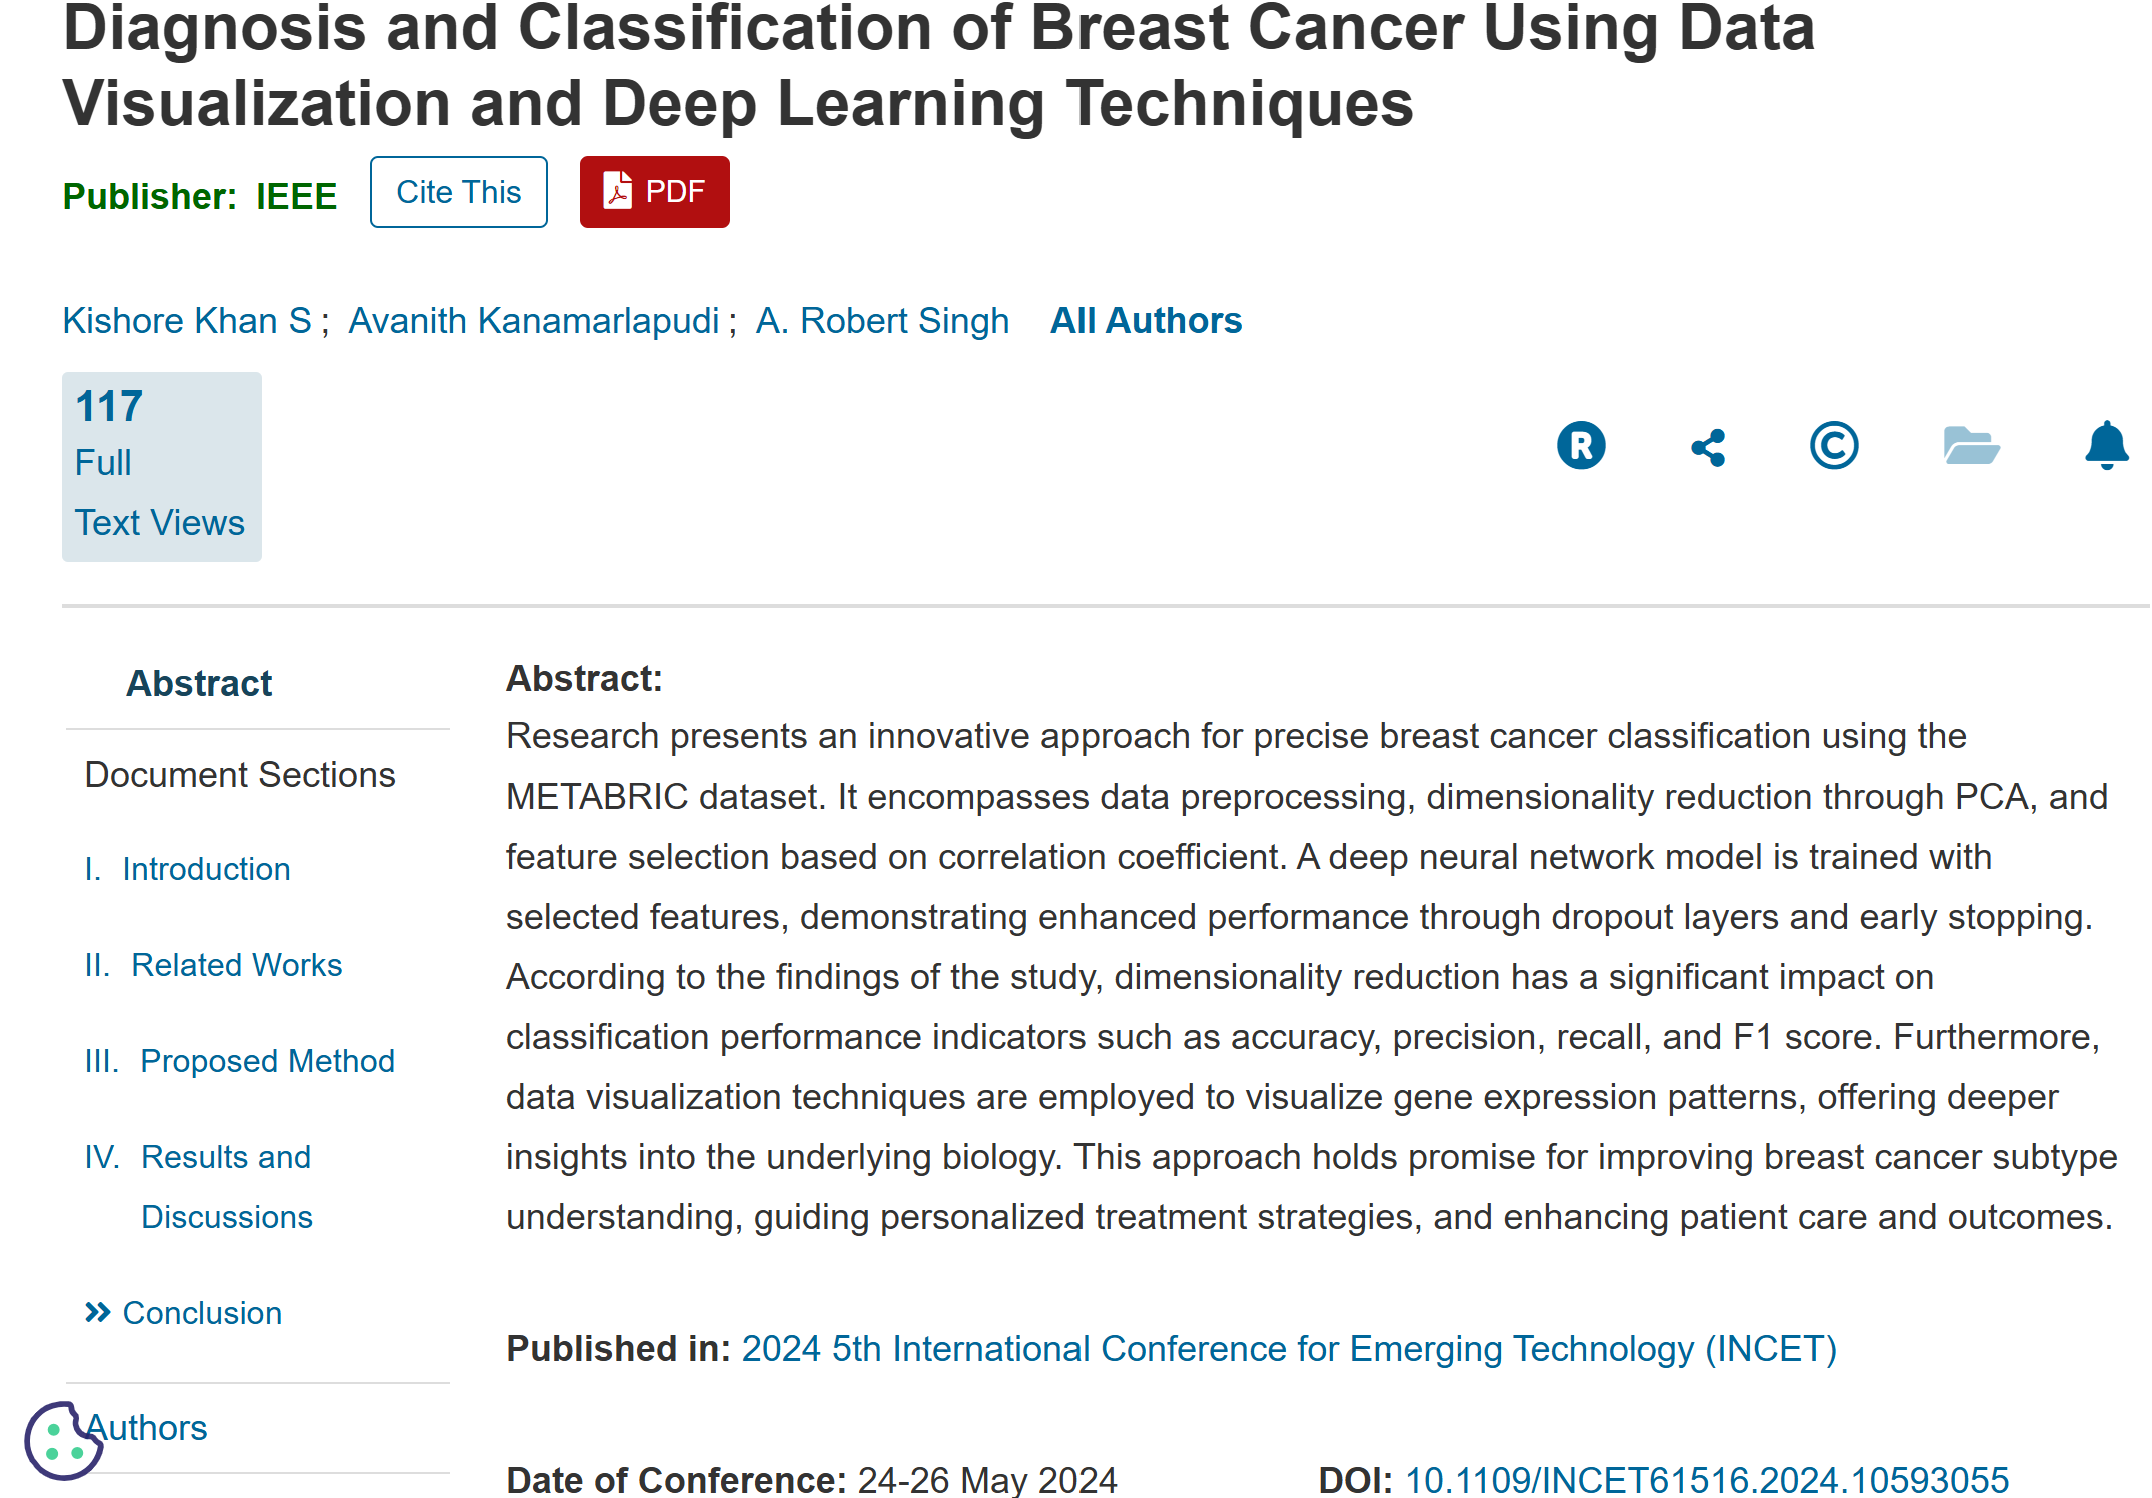 Diagnosis and Classification of Breast Cancer Using Data
Visualization and Deep Learning Techniques
Publisher: IEEE
Cite This
PDF
Kishore Khan S ; Avanith Kanamarlapudi ; A. Robert Singh All Authors
117
Full
Text Views
R
C
Abstract
Document Sections
I. Introduction
II. Related Works
III. Proposed Method
IV. Results and
Discussions
Conclusion
Authors
Abstract:
Research presents an innovative approach for precise breast cancer classification using the
METABRIC dataset. It encompasses data preprocessing, dimensionality reduction through PCA, and
feature selection based on correlation coefficient. A deep neural network model is trained with
selected features, demonstrating enhanced performance through dropout layers and early stopping.
According to the findings of the study, dimensionality reduction has a significant impact on
classification performance indicators such as accuracy, precision, recall, and F1 score. Furthermore,
data visualization techniques are employed to visualize gene expression patterns, offering deeper
insights into the underlying biology. This approach holds promise for improving breast cancer subtype
understanding, guiding personalized treatment strategies, and enhancing patient care and outcomes.
Published in: 2024 5th International Conference for Emerging Technology (INCET)
Date of Conference: 24-26 May 2024
DOI: 10.1109/INCET61516.2024.10593055